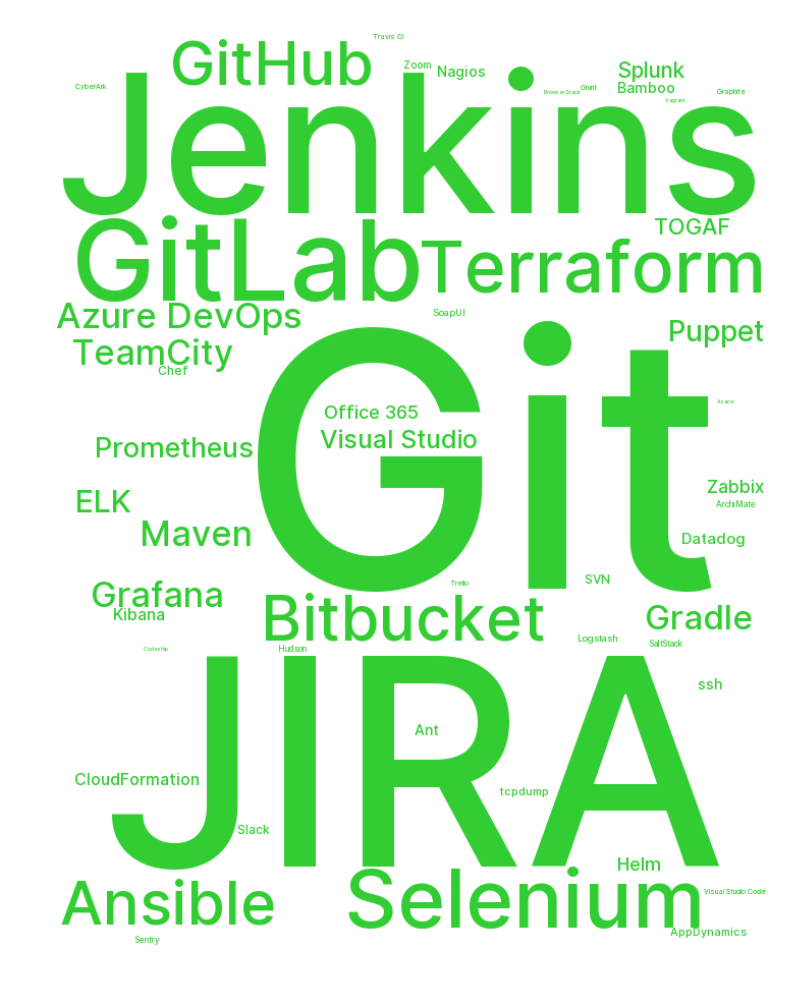 Travis CI
GitHub
Zoom
Nagios
Splunk
CyberArk
BrowserStack
Grunt
Bamboo
Graphite
Vagrant
Jenkins
GitLab
TOGAF
Terraform
Azure DevOps
SoapUI
Puppet
TeamCity
Chef
Asana
Git
Office 365
Visual Studio
Prometheus
Zabbix
ELK
ArchiMate
Maven
Datadog
SVN
Trello
Grafana
Kibana
Bitbucket
Gradle
Logstash
SaltStack
Codeship
Hudson
JIRA
ssh
Ant
CloudFormation
tcpdump
Slack
Helm
Ansible
Selenium
Visual Studio Code
AppDynamics
Sentry